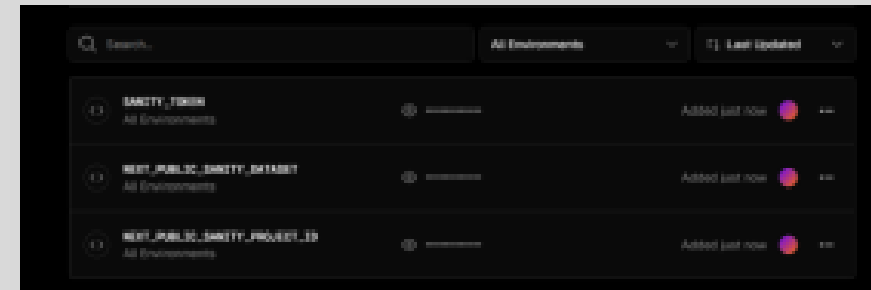 Search...
All Environments
Last Updated
SANITY_TOKEN
All Environments
Added just now
NEXT_PUBLIC_SANITY_DATASET
All Environments
Added just now
NEXT_PUBLIC_SANITY_PROJECT_ID
All Environments
Added just now